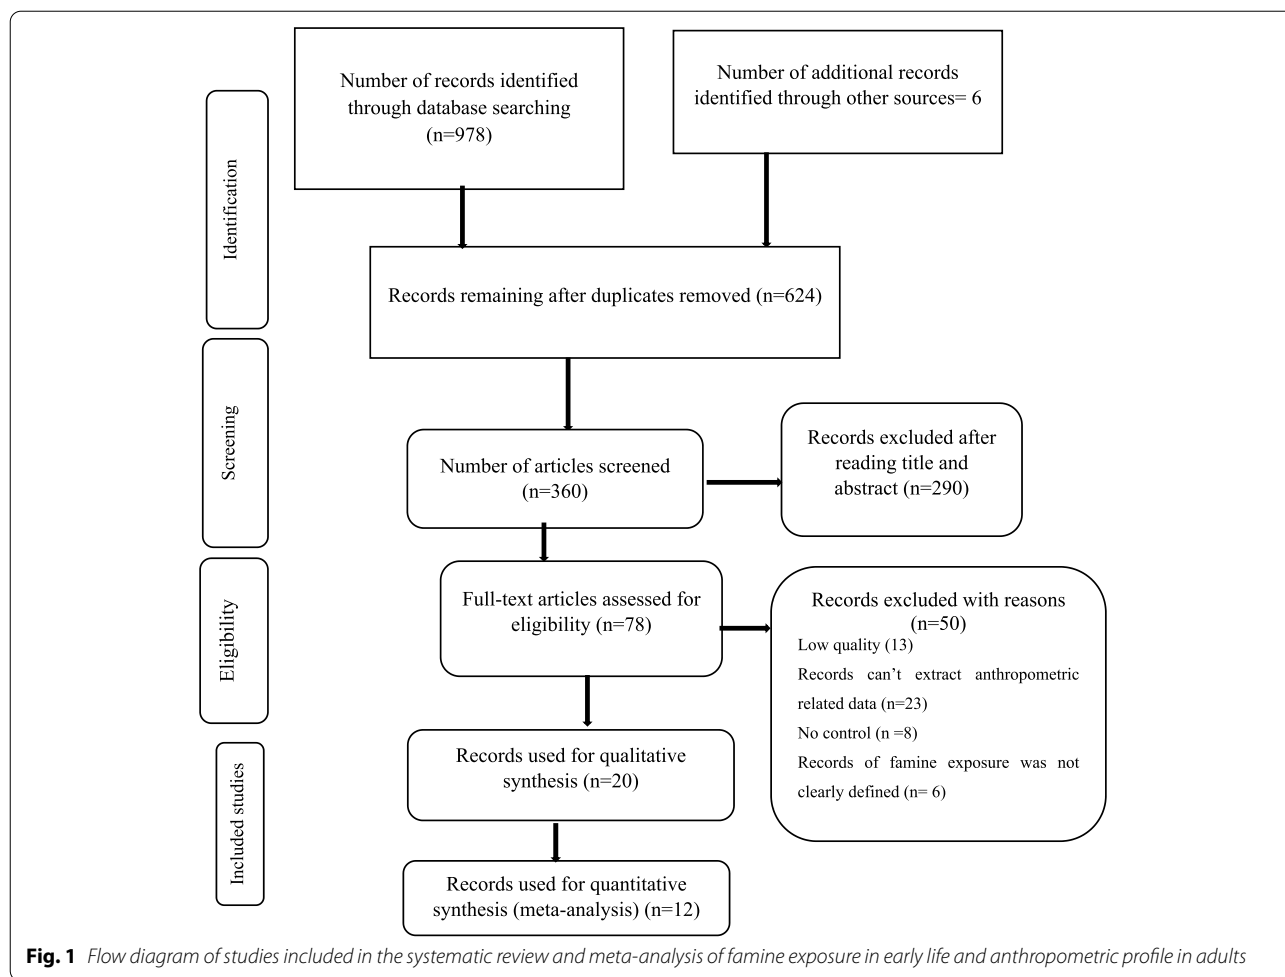 Number of records identified
through database searching
(n=978)
Number of additional records
identified through other sources= 6
Identification
Records remaining after duplicates removed (n=624)
Screening
Number of articles screened
(n=360)
Records excluded after
reading title and
abstract (n=290)
Eligibility
Full-text articles assessed for
eligibility (n=78)
Records excluded with reasons
(n=50)
Low quality (13)
Records can’t extract anthropometric
related data (n=23)
No control (n =8)
Records of famine exposure was not
clearly defined (n= 6)
Included studies
Records used for qualitative
synthesis (n=20)
Records used for quantitative
synthesis (meta-analysis) (n=12)
Fig. 1 Flow diagram of studies included in the systematic review and meta-analysis of famine exposure in early life and anthropometric profile in adults